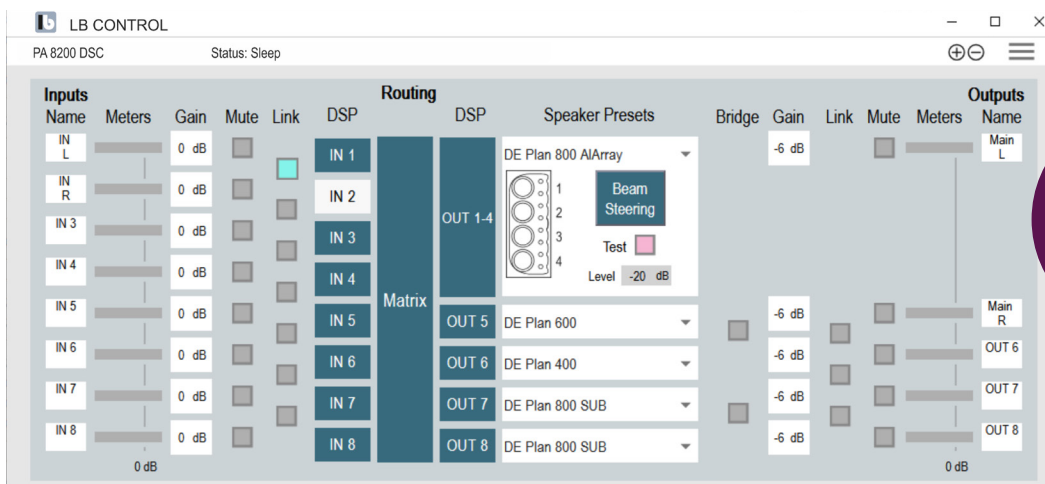 LB CONTROL
PA 8200 DSC Status: Sleep
Inputs Routing Outputs
Name Meters Gain Mute Link DSP DSP Speaker Presets Bridge Gain Link Mute Meters Name
IN L 0 dB IN 1 DE Plan 800 AIArray -6 dB Main L
IN R 0 dB IN 2 1 Beam Steering
2
IN 3 0 dB IN 3 OUT 1-4 3 Test
IN 4 0 dB IN 4 4 Level -20 dB
Matrix
IN 5 0 dB IN 5 OUT 5 DE Plan 600 -6 dB Main R
IN 6 0 dB IN 6 OUT 6 DE Plan 400 -6 dB OUT 6
IN 7 0 dB IN 7 OUT 7 DE Plan 800 SUB -6 dB OUT 7
IN 8 0 dB IN 8 OUT 8 DE Plan 800 SUB -6 dB OUT 8
0 dB 0 dB